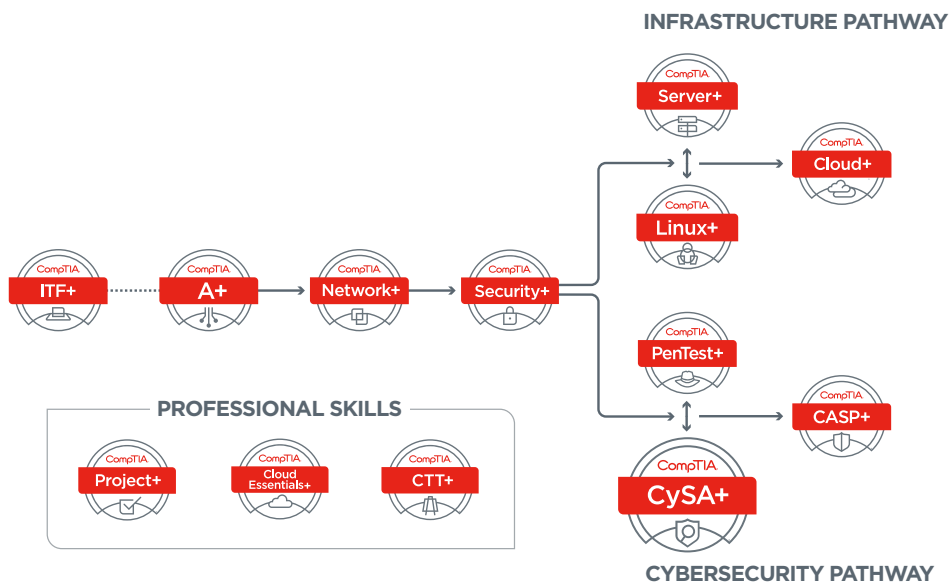 INFRASTRUCTURE PATHWAY
CompTIA
Server+
CompTIA
Cloud+
CompTIA
Linux+
CompTIA
ITF+
CompTIA
A+
CompTIA
Network+
CompTIA
Security+
CompTIA
PenTest+
CompTIA
CASP+
PROFESSIONAL SKILLS
CompTIA
Project+
CompTIA
Cloud
Essentials+
CompTIA
CTT+
CompTIA
CySA+
CYBERSECURITY PATHWAY